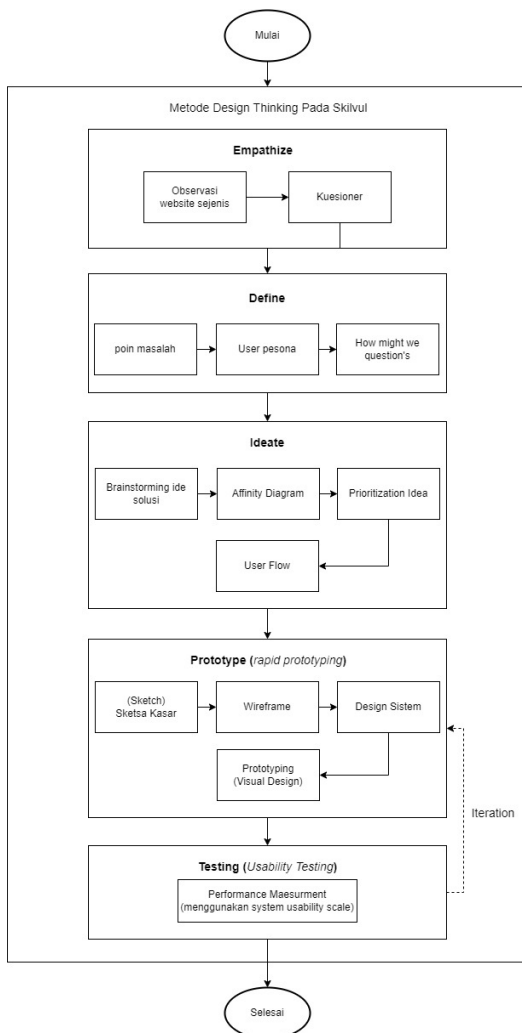 Mulai
Metode Design Thinking Pada Skilvul
Empathize
Observasi
website sejenis
Kuesioner
Define
poin masalah
User pesona
How might we
question's
Ideate
Brainstorming ide
solusi
Affinity Diagram
Prioritization Idea
User Flow
Prototype (rapid prototyping)
(Sketch)
Sketsa Kasar
Wireframe
Design Sistem
Prototyping
(Visual Design)
Iteration
Testing (Usability Testing)
Performance Maesurment
(menggunakan system usability scale)
Selesai